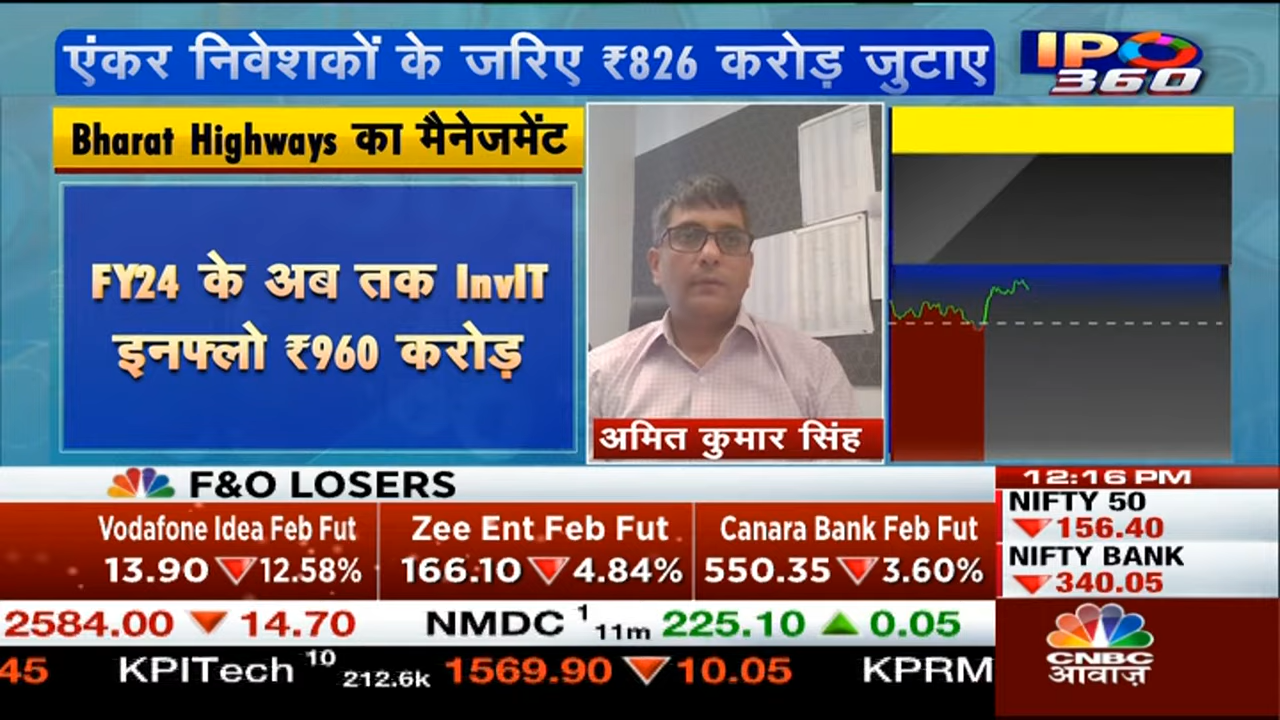 एंकर निवेशकों के जरिए ₹826 करोड़ जुटाए
IPO
360
Bharat Highways का मैनेजमेंट
FY24 के अब तक InvIT
इनफ्लो ₹960 करोड़
अमित कुमार सिंह
F&O LOSERS
Vodafone Idea Feb Fut
13.90 12.58%
Zee Ent Feb Fut
166.10 4.84%
Canara Bank Feb Fut
550.35 3.60%
12:16 PM
NIFTY 50
156.40
NIFTY BANK
340.05
2584.00 14.70 NMDC 1 11m 225.10 0.05
45 KPITech 10 212.6k 1569.90 10.05 KPRM
CNBC
आवाज़